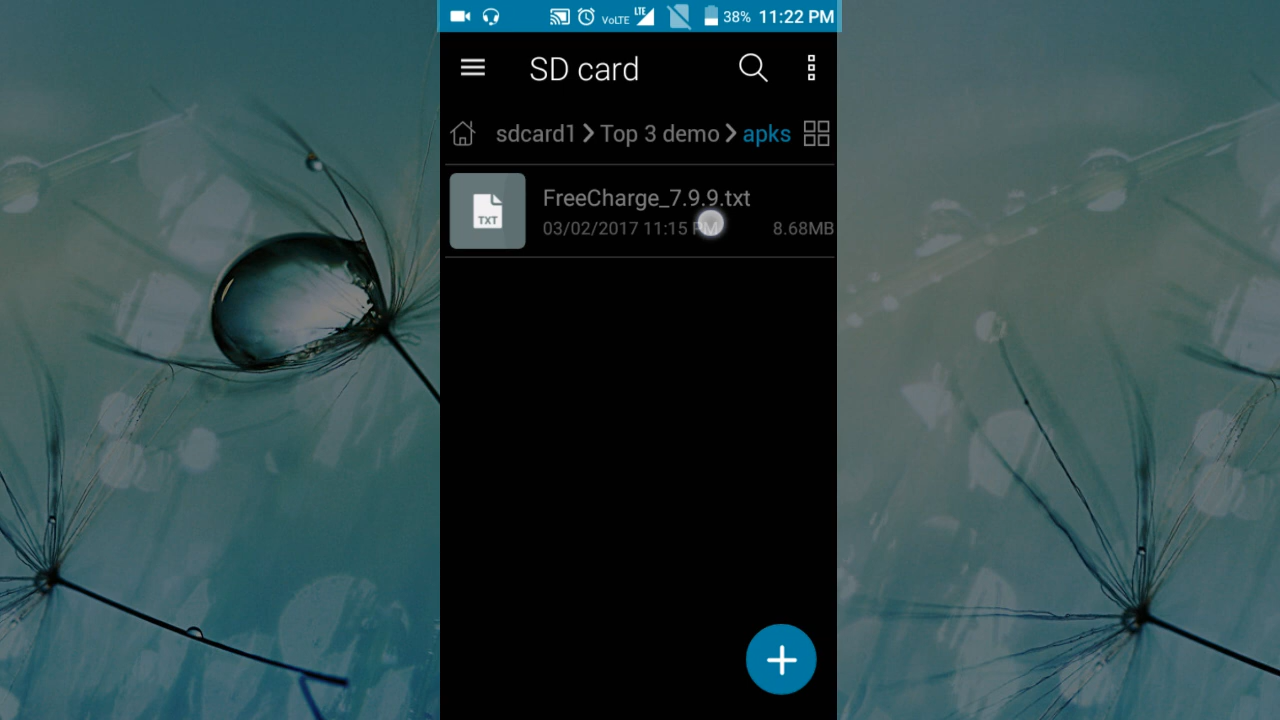 VoLTE LTE 38% 11:22 PM
SD card
sdcard1 Top 3 demo apks
TXT
FreeCharge_7.9.9.txt
03/02/2017 11:15 PM 8.68MB